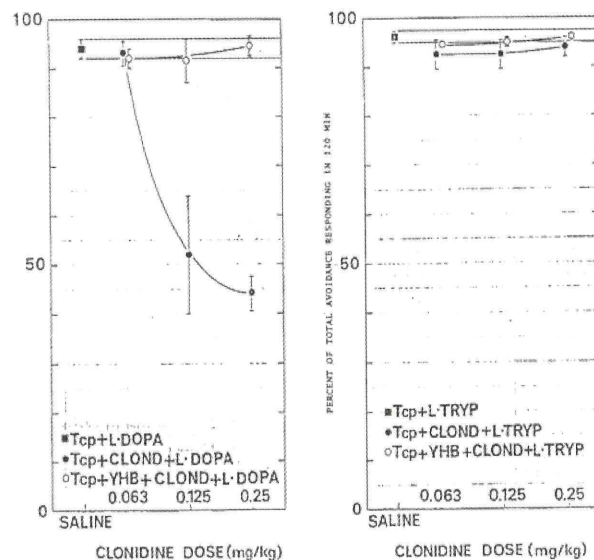 100
50
0
■Tcp+L·DOPA
●Tcp+CLOND+L·DOPA
○Tcp+YHB+CLOND+L·DOPA
0.063 0.125 0.25
SALINE
CLONIDINE DOSE (mg/kg)
PERCENT OF TOTAL AVOIDANCE RESPONDING IN 120 MIN
100
50
0
■Tcp+L·TRYP
●Tcp+CLOND+L·TRYP
○Tcp+YHB+CLOND+L·TRYP
0.063 0.125 0.25
SALINE
CLONIDINE DOSE (mg/kg)